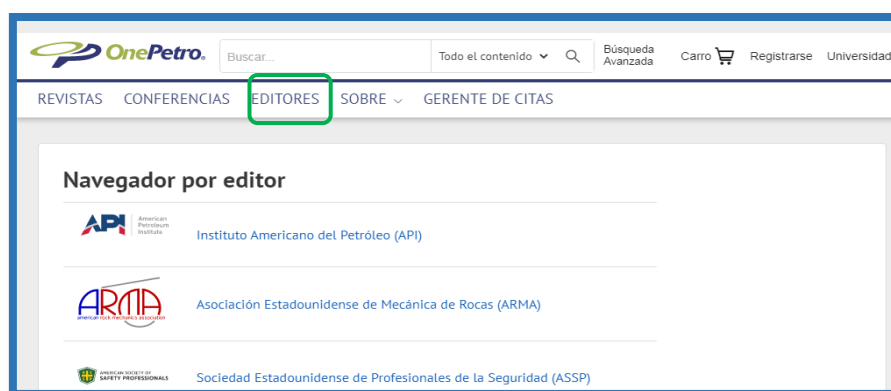 OnePetro.
Buscar...
Todo el contenido
Búsqueda
Avanzada
Carro
Registrarse
Universidad
REVISTAS CONFERENCIAS EDITORES SOBRE GERENTE DE CITAS
Navegador por editor
API American
Petroleum
Institute
Instituto Americano del Petróleo (API)
ARMA
american rock mechanics association
Asociación Estadounidense de Mecánica de Rocas (ARMA)
AMERICAN SOCIETY OF
SAFETY PROFESSIONALS
Sociedad Estadounidense de Profesionales de la Seguridad (ASSP)